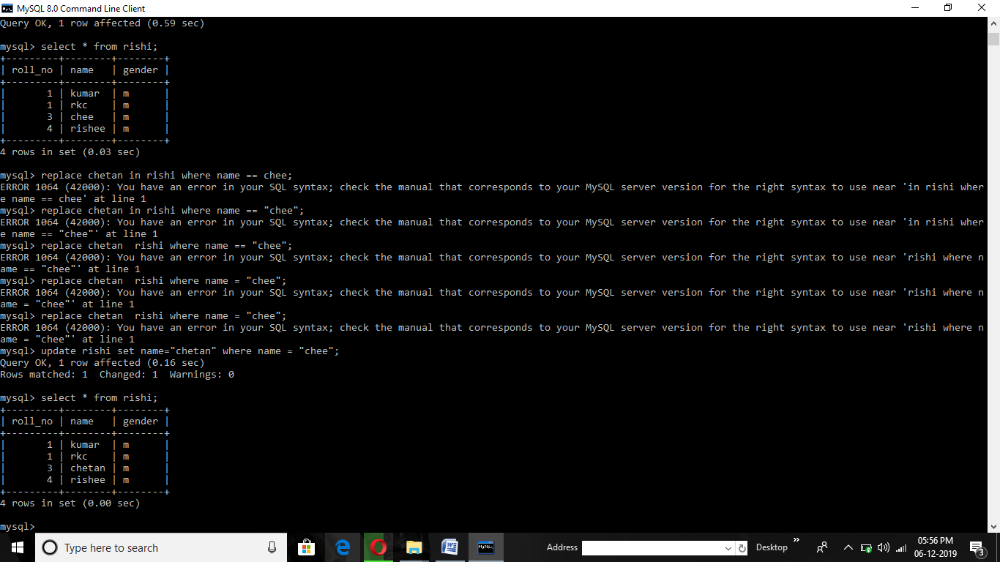 MySQL 8.0 Command Line Client
Query OK, 1 row affected (0.59 sec)
mysql> select * from rishi;
+---------+--------+--------+
| roll_no | name   | gender |
+---------+--------+--------+
|       1 | kumar  | m      |
|       1 | rkc    | m      |
|       3 | chee   | m      |
|       4 | rishee | m      |
+---------+--------+--------+
4 rows in set (0.03 sec)
mysql> replace chetan in rishi where name == chee;
ERROR 1064 (42000): You have an error in your SQL syntax; check the manual that corresponds to your MySQL server version for the right syntax to use near 'in rishi wher
e name == chee' at line 1
mysql> replace chetan in rishi where name == "chee";
ERROR 1064 (42000): You have an error in your SQL syntax; check the manual that corresponds to your MySQL server version for the right syntax to use near 'in rishi wher
e name == "chee"' at line 1
mysql> replace chetan  rishi where name == "chee";
ERROR 1064 (42000): You have an error in your SQL syntax; check the manual that corresponds to your MySQL server version for the right syntax to use near 'rishi where n
ame == "chee"' at line 1
mysql> replace chetan  rishi where name = "chee";
ERROR 1064 (42000): You have an error in your SQL syntax; check the manual that corresponds to your MySQL server version for the right syntax to use near 'rishi where n
ame = "chee"' at line 1
mysql> replace chetan  rishi where name = "chee";
ERROR 1064 (42000): You have an error in your SQL syntax; check the manual that corresponds to your MySQL server version for the right syntax to use near 'rishi where n
ame = "chee"' at line 1
mysql> update rishi set name="chetan" where name = "chee";
Query OK, 1 row affected (0.16 sec)
Rows matched: 1  Changed: 1  Warnings: 0
mysql> select * from rishi;
+---------+--------+--------+
| roll_no | name   | gender |
+---------+--------+--------+
|       1 | kumar  | m      |
|       1 | rkc    | m      |
|       3 | chetan | m      |
|       4 | rishee | m      |
+---------+--------+--------+
4 rows in set (0.00 sec)
mysql>
Type here to search
Address
Desktop
05:56 PM
06-12-2019
3